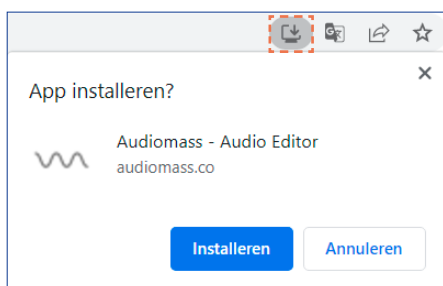 App installeren?
Audiomass - Audio Editor
audiomass.co
Installeren
Annuleren